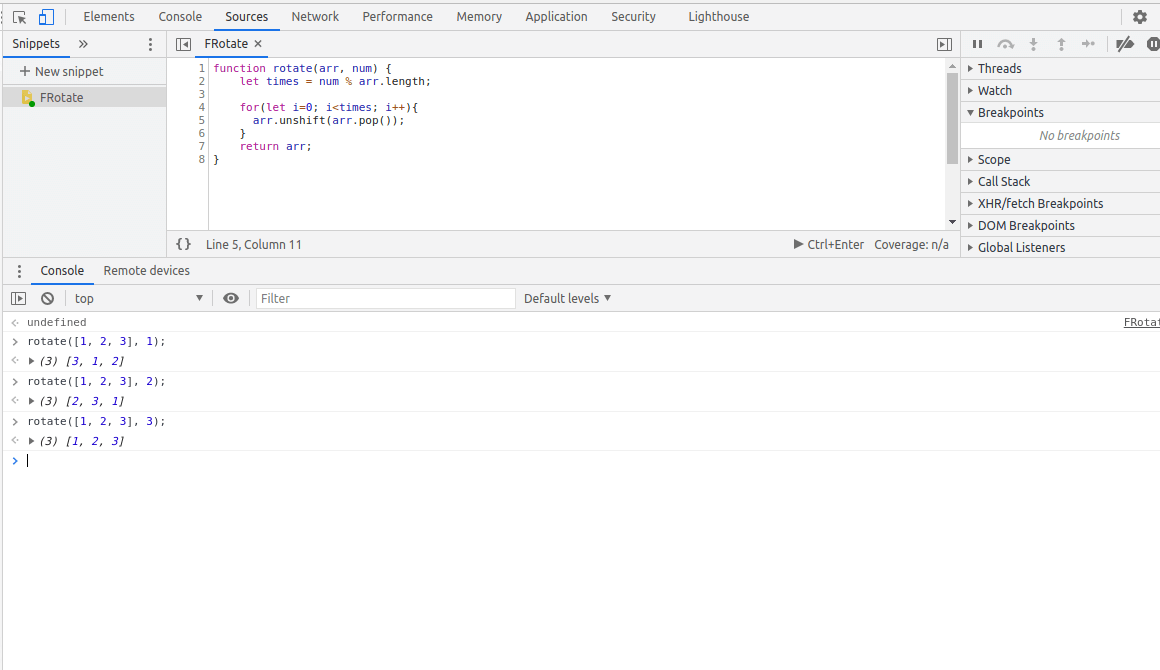 Elements Console Sources Network Performance Memory Application Security Lighthouse
Snippets
FRotate
New snippet
FRotate
1 function rotate(arr, num) {
2     let times = num % arr.length;
3
4     for(let i=0; i<times; i++){
5       arr.unshift(arr.pop());
6     }
7     return arr;
8 }
{} Line 5, Column 11 Ctrl+Enter Coverage: n/a
Threads
Watch
Breakpoints
No breakpoints
Scope
Call Stack
XHR/fetch Breakpoints
DOM Breakpoints
Global Listeners
Console Remote devices
top Filter Default levels
undefined FRotat
rotate([1, 2, 3], 1);
(3) [3, 1, 2]
rotate([1, 2, 3], 2);
(3) [2, 3, 1]
rotate([1, 2, 3], 3);
(3) [1, 2, 3]